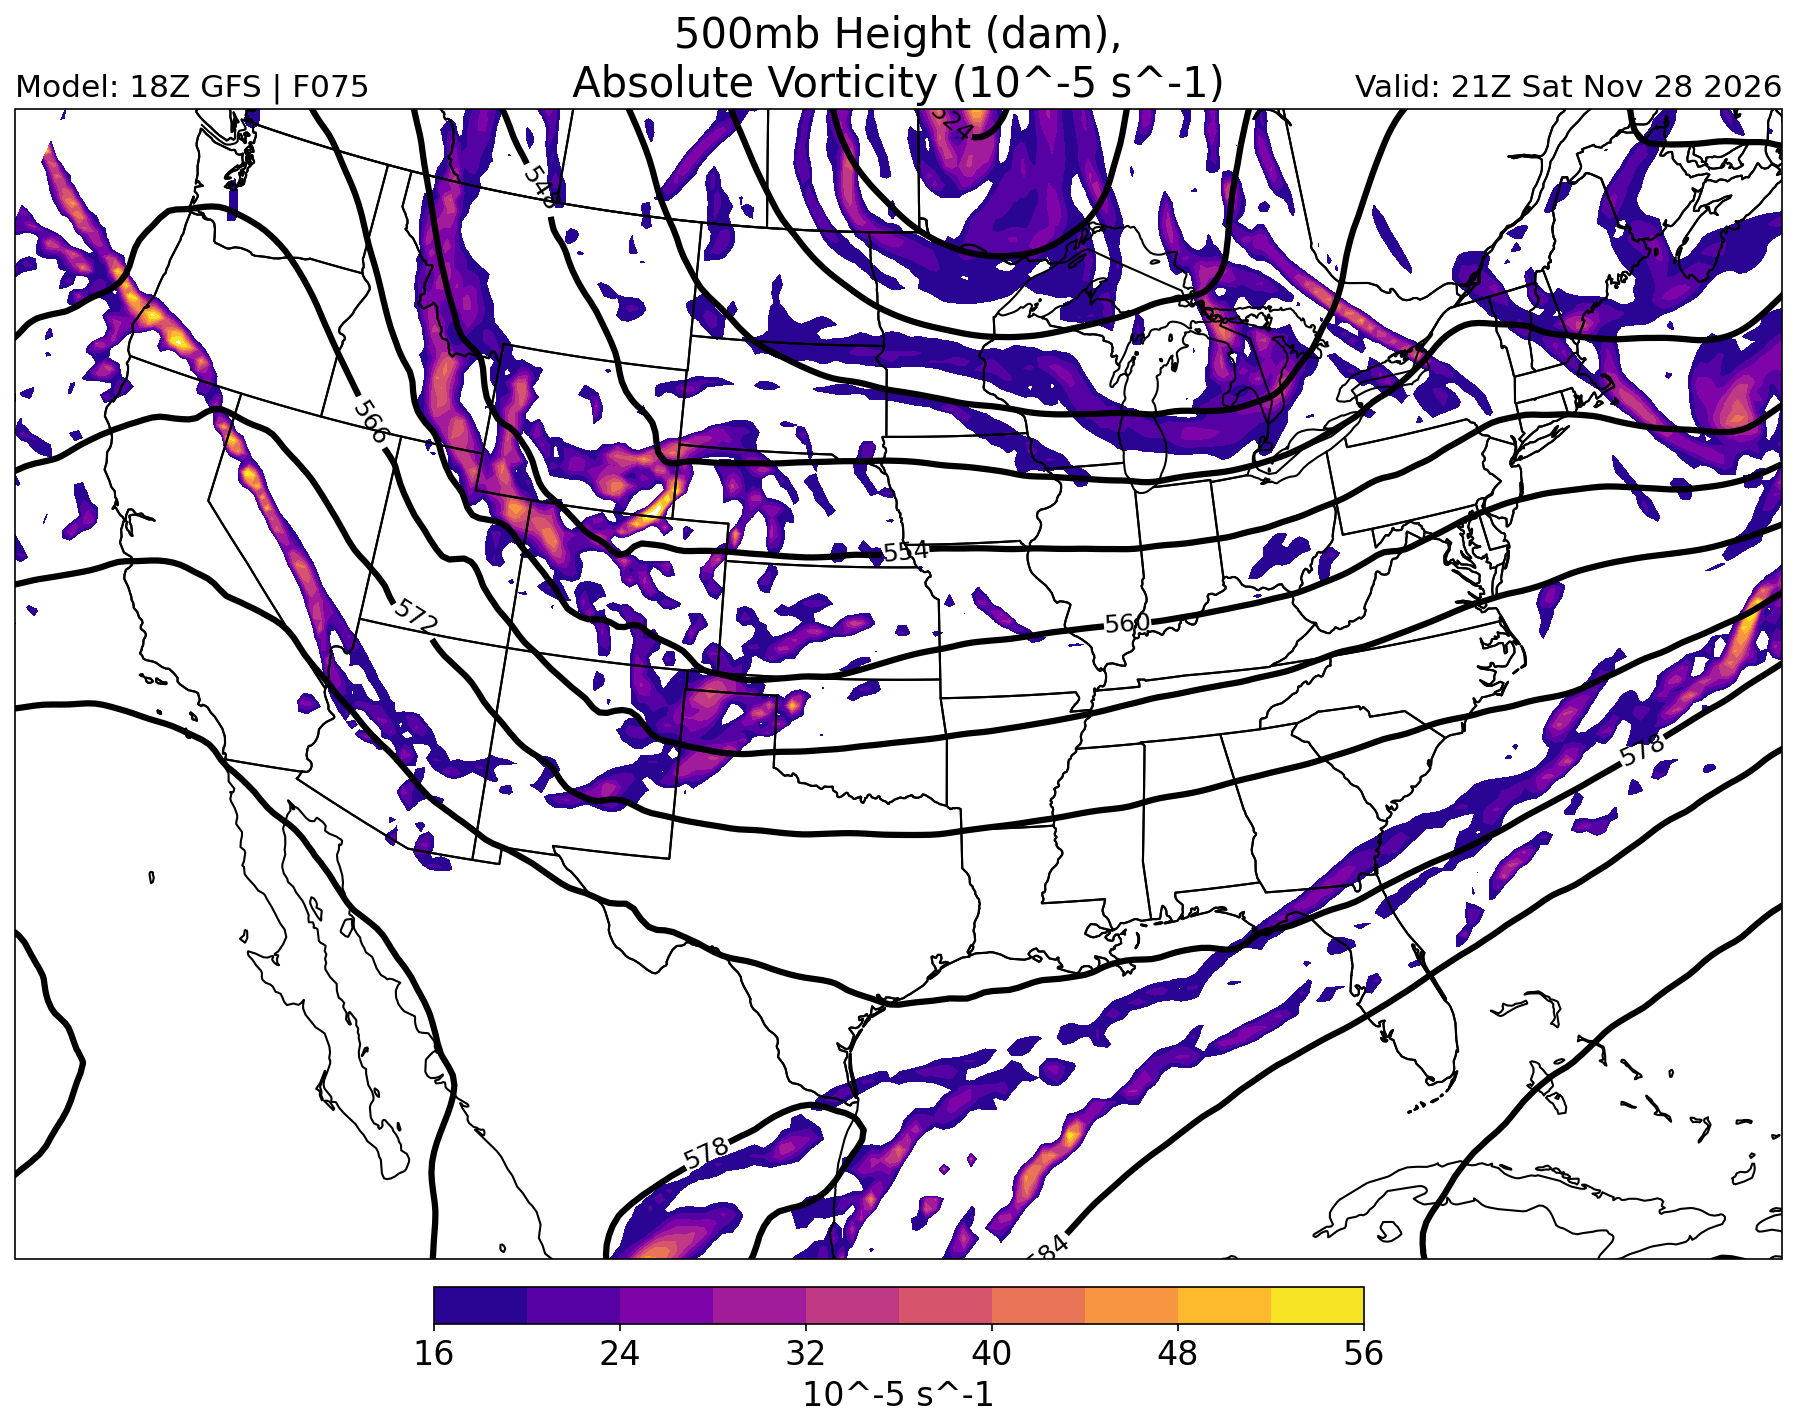 500mb Height (dam),
Absolute Vorticity (10^-5 s^-1)
Model: 18Z GFS | F075
Valid: 21Z Sat Nov 28 2026
524
548
566
572
554
560
578
578
584
16 24 32 40 48 56
10^-5 s^-1